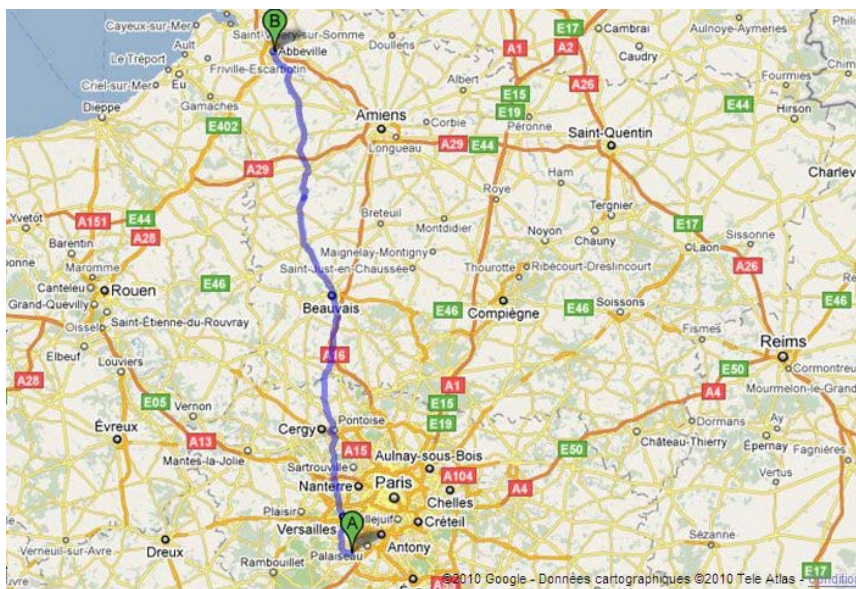 Cayeux-sur-Mer
Saint-Valery-sur-Somme
B
Abbeville
Doullens
A1
E17
A2
Cambrai
Caudry
Aulnoye-Aymeries
Le Tréport
Ault
Friville-Escarbotin
Criel-sur-Mer
Eu
Gamaches
Dieppe
E402
Amiens
Longueau
Corbie
Albert
E15
E19
Péronne
A26
Fourmies
E44
Hirson
Saint-Quentin
A29
A29
E44
Ham
Roye
Charlev
Yvetot
A151
E44
A28
Barentin
Maromme
Canteleu
Rouen
Grand-Quevilly
Saint-Étienne-du-Rouvray
Oissel
Elbeuf
Louviers
E46
Breteuil
Montdidier
Maignelay-Montigny
Saint-Just-en-Chaussée
Beauvais
Noyon
Tergnier
Chauny
Thourotte
Ribécourt-Dreslincourt
Compiègne
E46
E46
Soissons
E17
Laon
Sissonne
A26
E46
Fismes
Reims
Cormontreu
Mourmelon-le-Grand
E50
A4
A28
E05
Vernon
Évreux
A13
Mantes-la-Jolie
A16
Cergy
Pontoise
A15
Sartrouville
Nanterre
A1
E15
E19
Aulnay-sous-Bois
A104
Paris
Chelles
A4
E50
Château-Thierry
Dormans
Ay
Épernay
Fagnières
Vertus
Plaisir
Versailles
A
llejuif
Créteil
Antony
Palaiseau
Verneuil-sur-Avre
Dreux
Rambouillet
Sézanne
E17
©2010 Google - Données cartographiques ©2010 Tele Atlas -